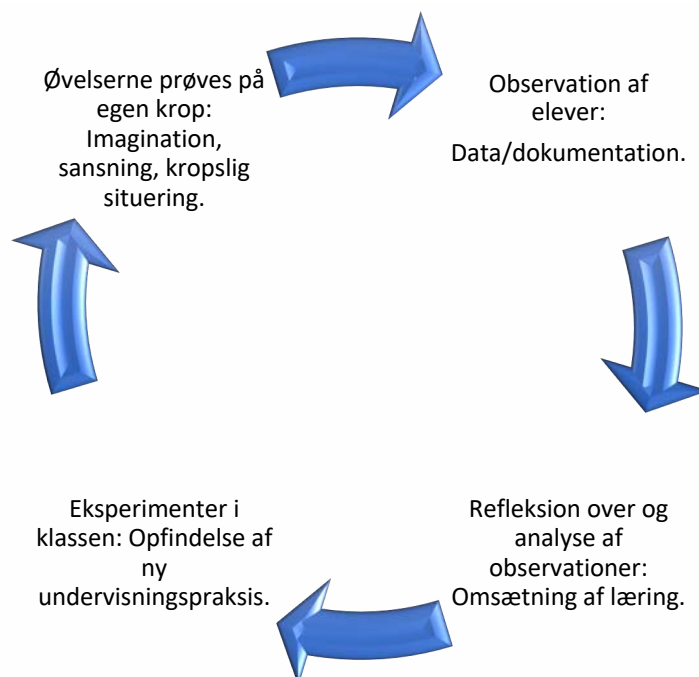 Øvelserne prøves på
egen krop:
Imagination,
sansning, kropslig
situering.
Observation af
elever:
Data/dokumentation.
Refleksion over og
analyse af
observationer:
Omsætning af læring.
Eksperimenter i
klassen: Opfindelse af
ny
undervisningspraksis.